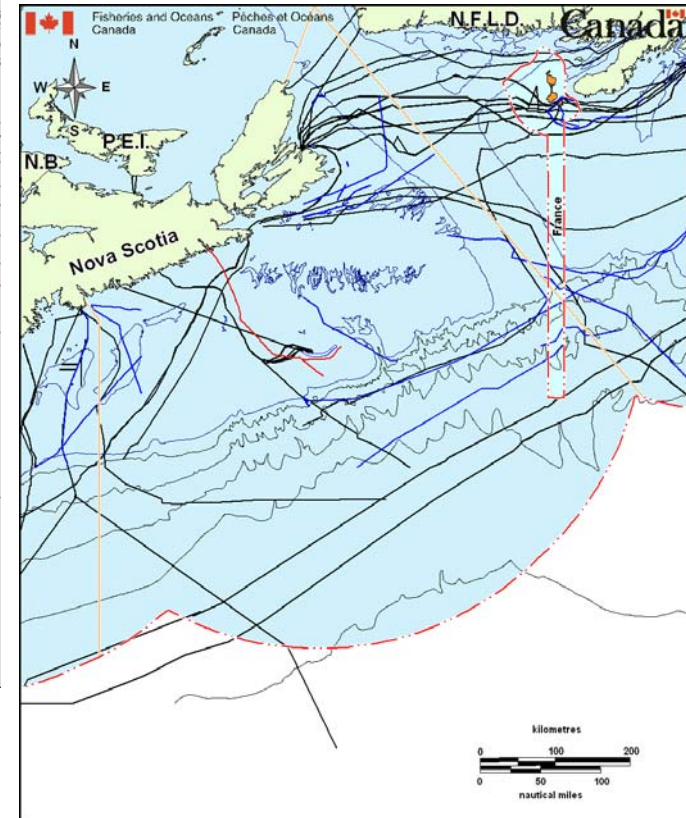 Fisheries and Oceans Pêches et Océans
Canada Canada
N.F.L.D.
Canada
N
W E
S
P.E.I.
N.B.
Nova Scotia
France
kilometres
0 100 200
0 50 100
nautical miles